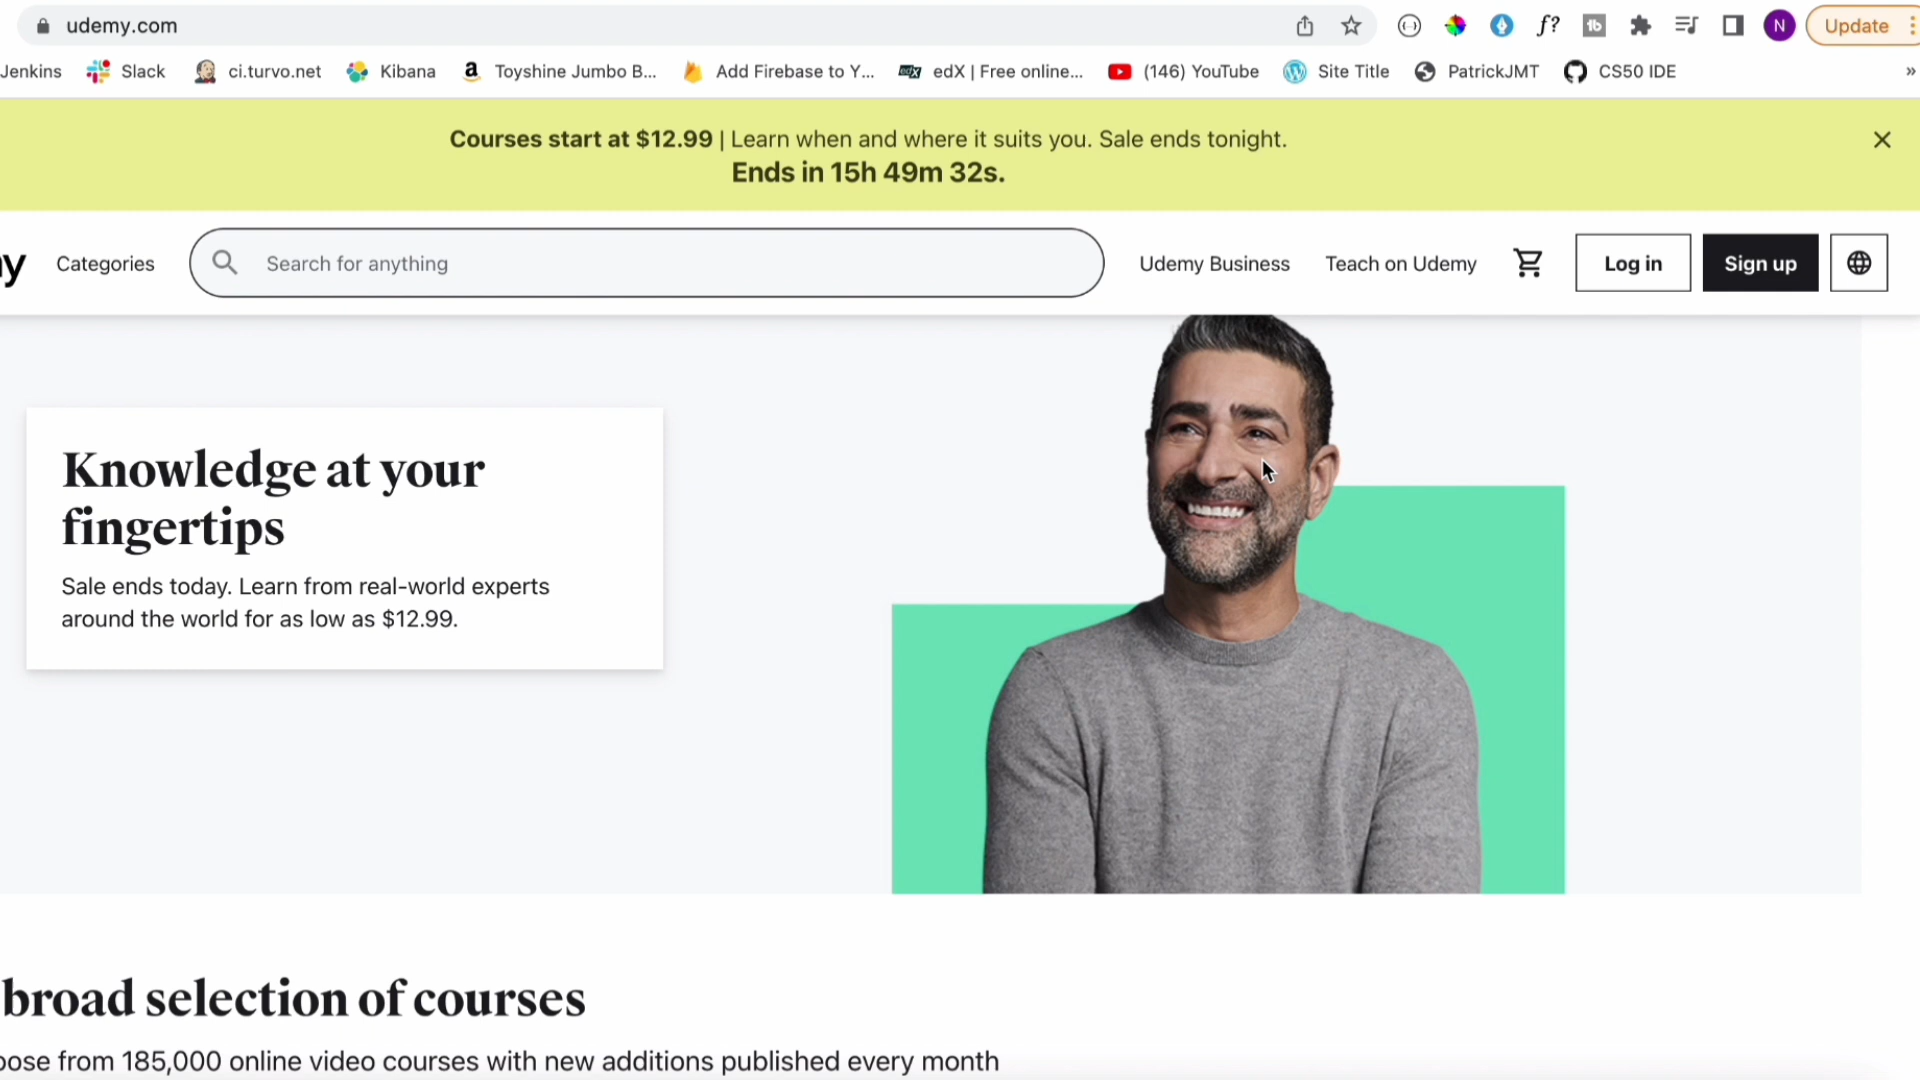 udemy.com
f?
N
Update
Jenkins
Slack
ci.turvo.net
Kibana
a
Toyshine Jumbo B...
Add Firebase to Y...
edX
edX | Free online...
(146) YouTube
Site Title
PatrickJMT
CS50 IDE
»
Courses start at $12.99 | Learn when and where it suits you. Sale ends tonight.
Ends in 15h 49m 32s.
my
Categories
Search for anything
Udemy Business
Teach on Udemy
Log in
Sign up
Knowledge at your
fingertips
Sale ends today. Learn from real-world experts
around the world for as low as $12.99.
broad selection of courses
oose from 185,000 online video courses with new additions published every month